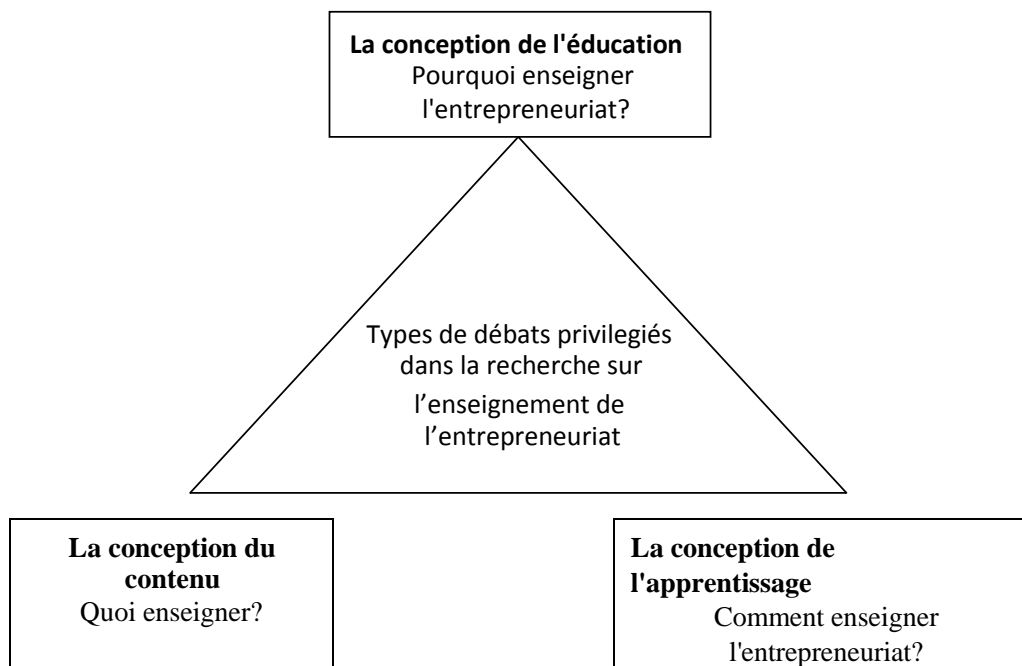 La conception de l'éducation
Pourquoi enseigner
l'entrepreneuriat?
Types de débats privilegiés
dans la recherche sur
l’enseignement de
l’entrepreneuriat
La conception du
contenu
Quoi enseigner?
La conception de
l'apprentissage
Comment enseigner
l'entrepreneuriat?